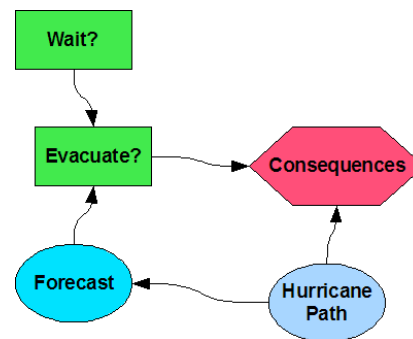 Wait?
Evacuate?
Consequences
Forecast
Hurricane
Path